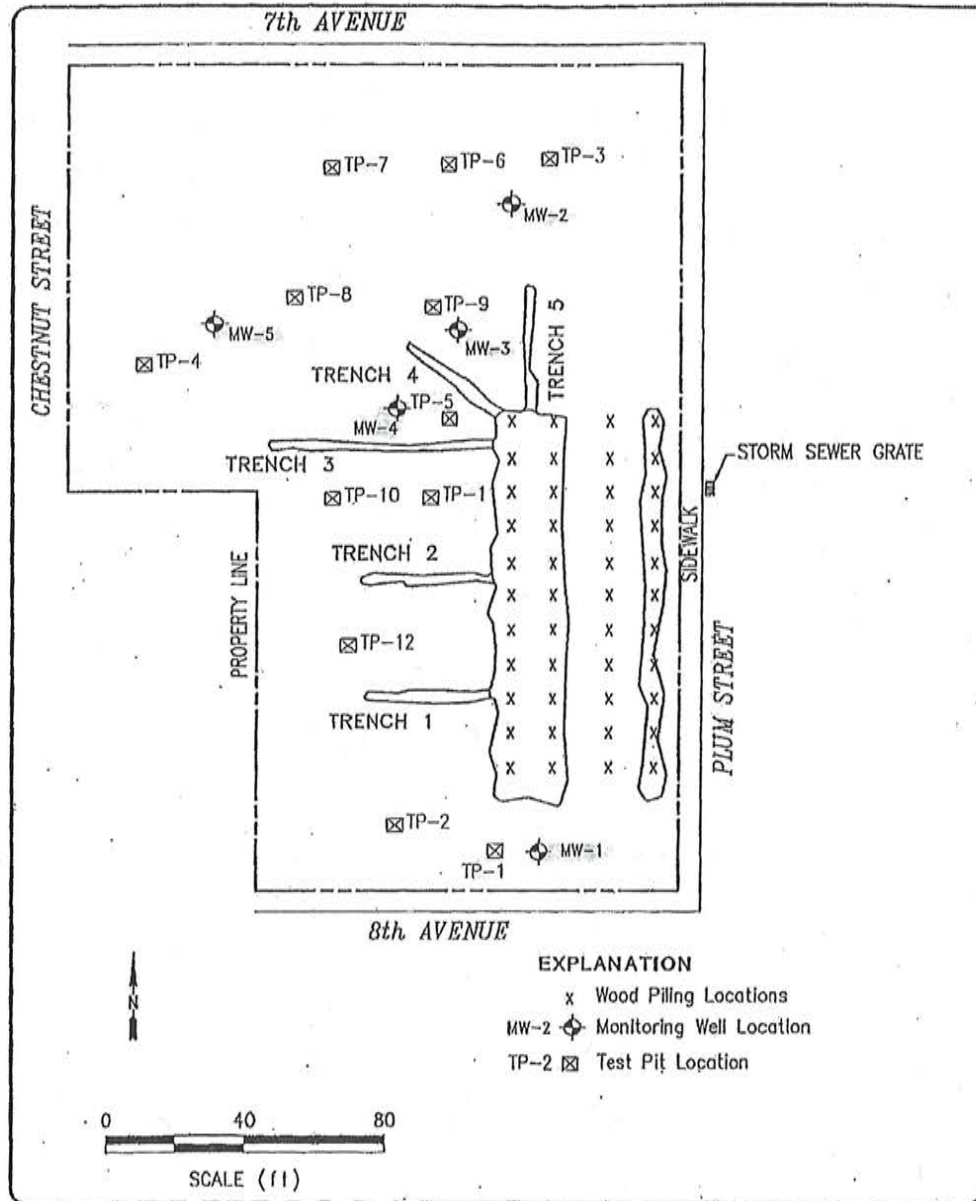 7th AVENUE
TP-7
TP-6
TP-3
MW-2
CHESTNUT STREET
TP-8
TP-9
MW-5
MW-3
TRENCH 5
TP-4
TRENCH 4
TP-5
MW-4
TRENCH 3
STORM SEWER GRATE
TP-10
TP-1
SIDEWALK
TRENCH 2
PROPERTY LINE
TP-12
PLUM STREET
TRENCH 1
TP-2
TP-1
MW-1
8th AVENUE
EXPLANATION
x Wood Piling Locations
MW-2 Monitoring Well Location
TP-2 Test Pit Location
N
0 40 80
SCALE (ft)